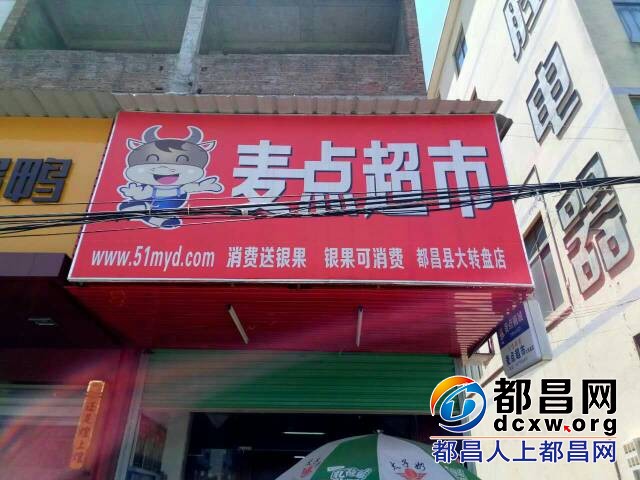 麦点超市
www.51myd.com 消费送银果 银果可消费 都昌县大转盘店
鸭
电器
麦点超市
都昌网
dcxw.org
都昌人上都昌网